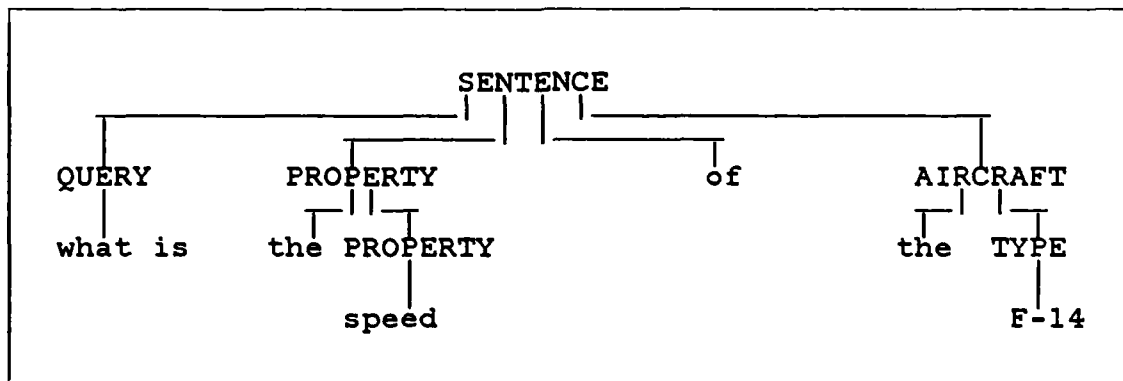 SENTENCE
QUERY PROPERTY of AIRCRAFT
what is the PROPERTY the TYPE
speed F-14